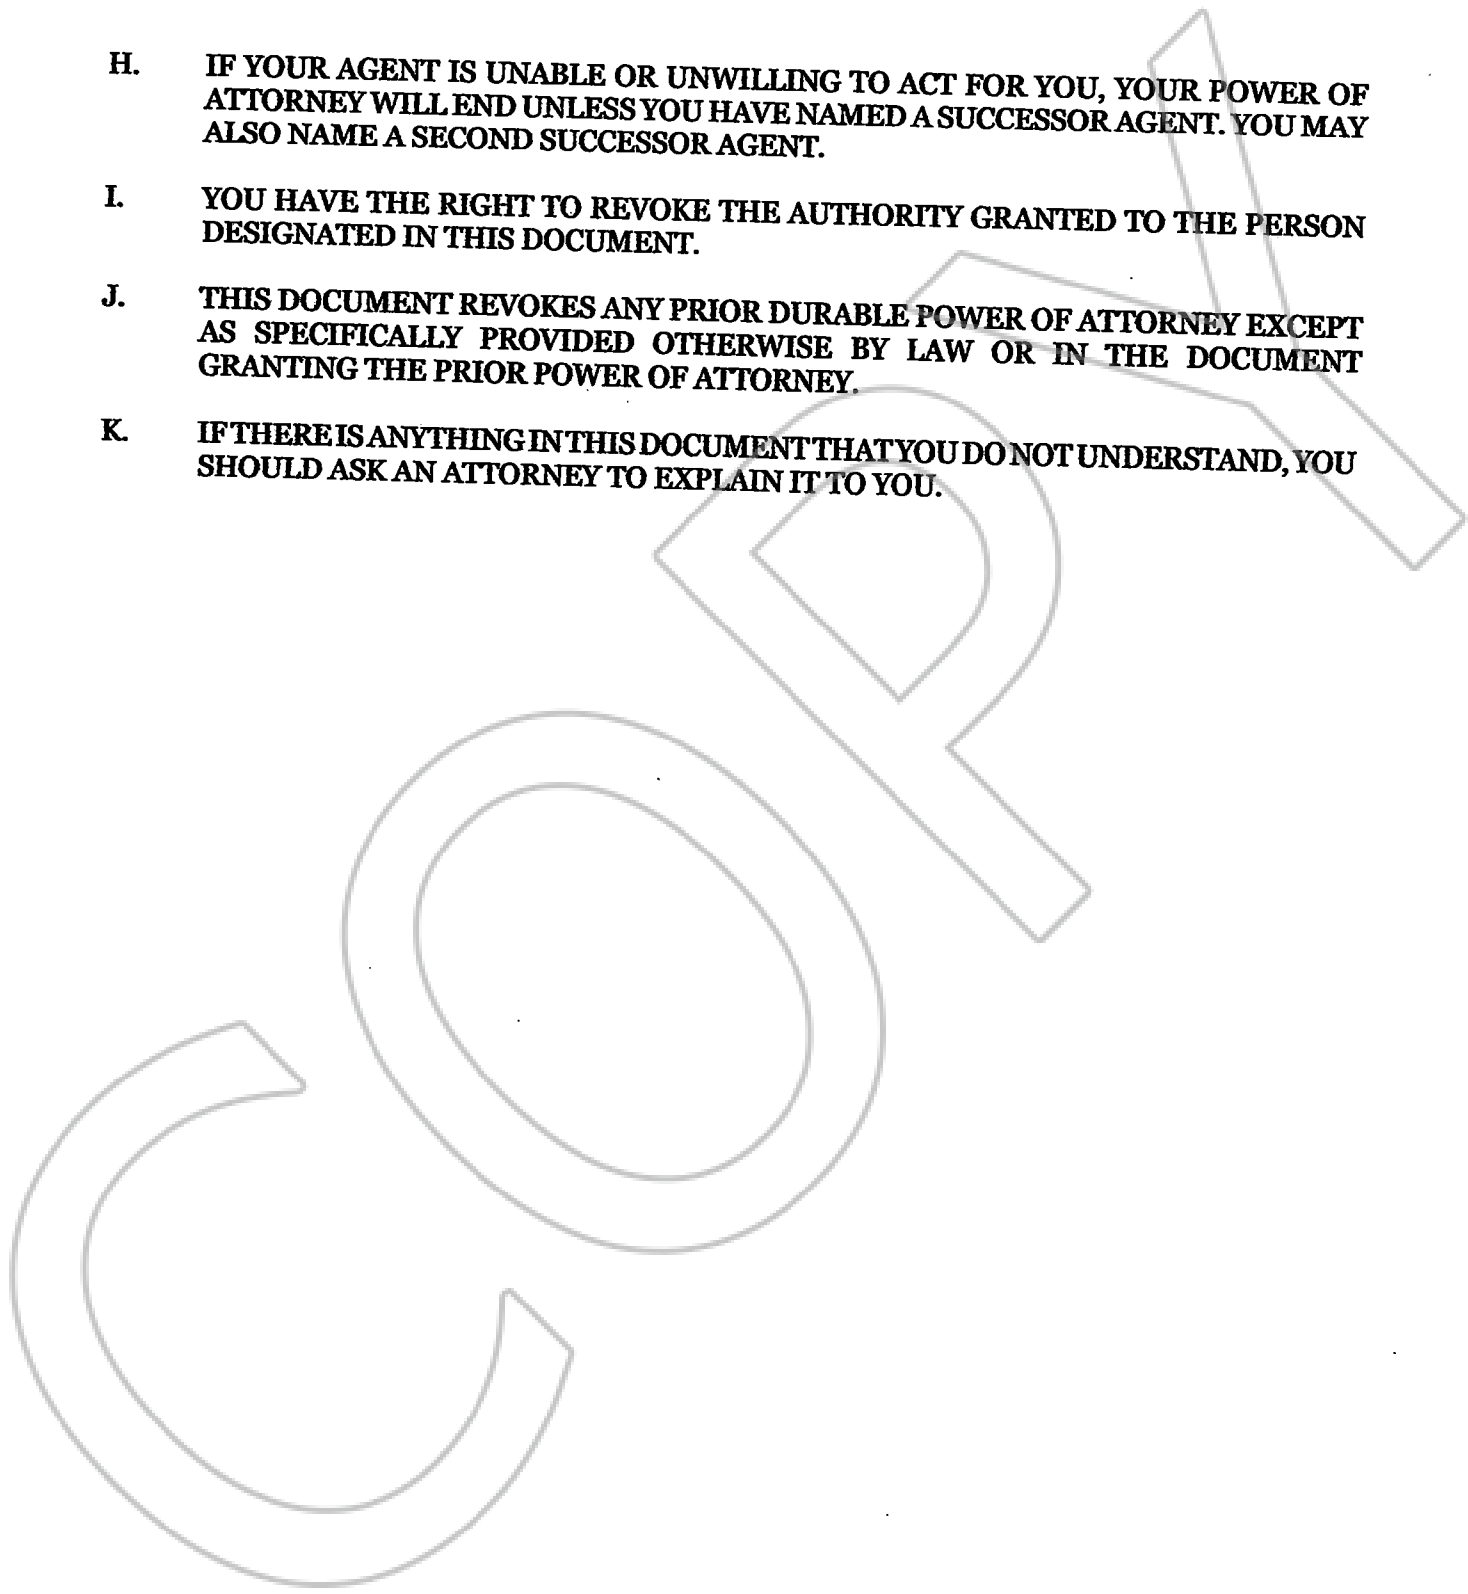 H. IF YOUR AGENT IS UNABLE OR UNWILLING TO ACT FOR YOU, YOUR POWER OF
ATTORNEY WILL END UNLESS YOU HAVE NAMED A SUCCESSOR AGENT. YOU MAY
ALSO NAME A SECOND SUCCESSOR AGENT.
I. YOU HAVE THE RIGHT TO REVOKE THE AUTHORITY GRANTED TO THE PERSON
DESIGNATED IN THIS DOCUMENT.
J. THIS DOCUMENT REVOKES ANY PRIOR DURABLE POWER OF ATTORNEY EXCEPT
AS SPECIFICALLY PROVIDED OTHERWISE BY LAW OR IN THE DOCUMENT
GRANTING THE PRIOR POWER OF ATTORNEY.
K. IF THERE IS ANYTHING IN THIS DOCUMENT THAT YOU DO NOT UNDERSTAND, YOU
SHOULD ASK AN ATTORNEY TO EXPLAIN IT TO YOU.
COPY